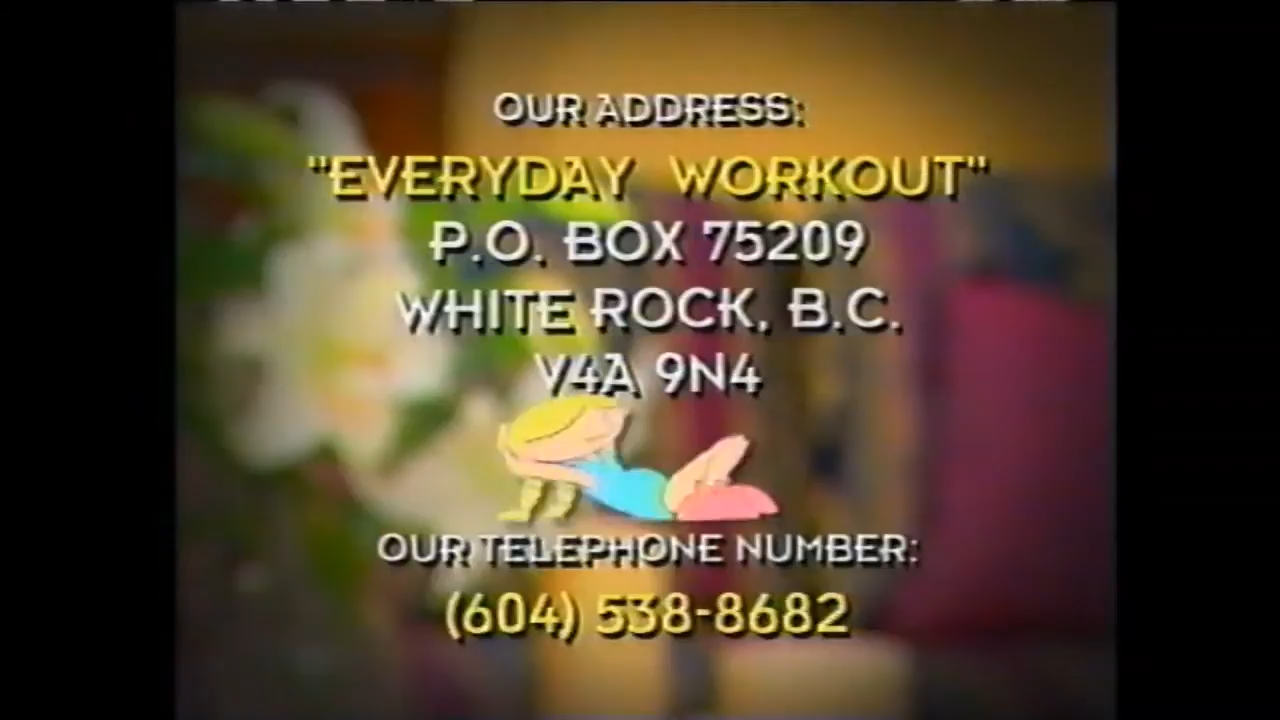 OUR ADDRESS:
"EVERYDAY WORKOUT"
P.O. BOX 75209
WHITE ROCK, B.C.
V4A 9N4
OUR TELEPHONE NUMBER:
(604) 538-8682